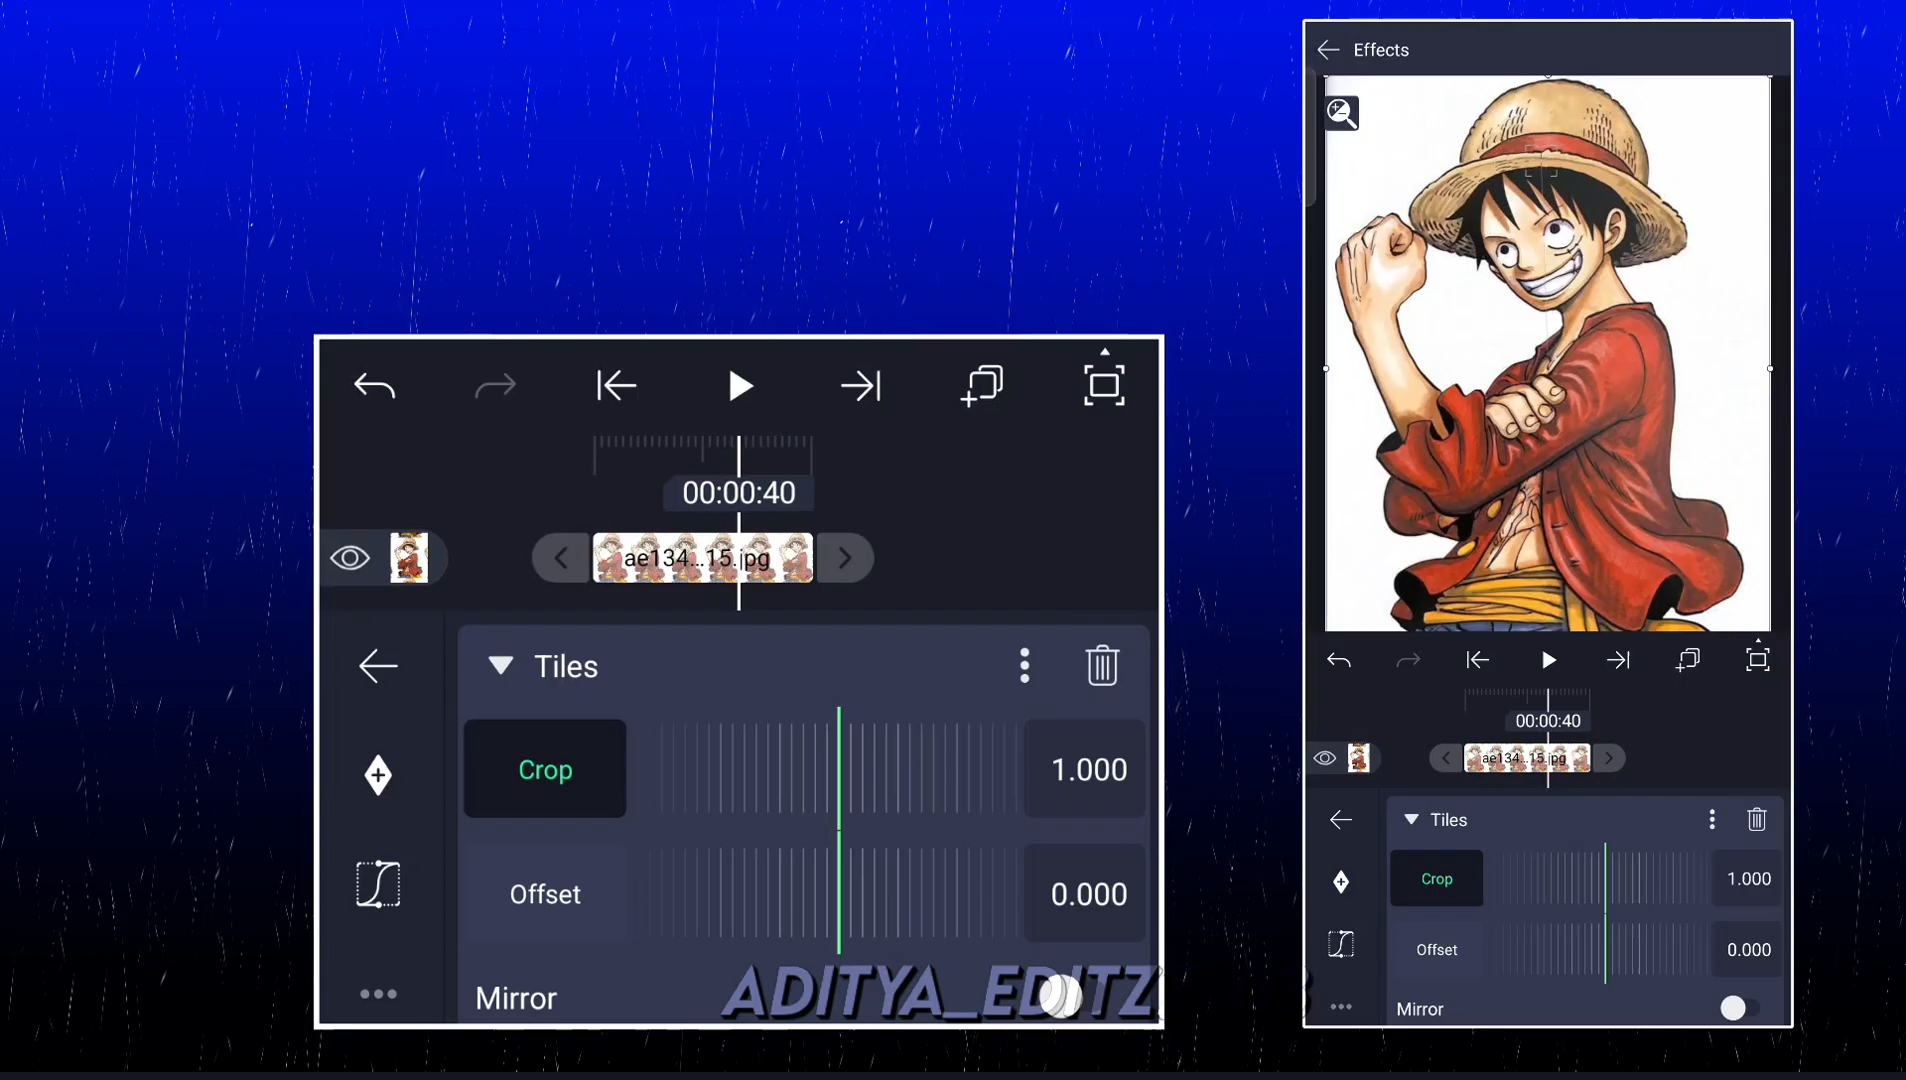 00:00:40
ae134...15.jpg
Tiles
Crop
1.000
Offset
0.000
Mirror
ADITYA_EDITZ
Effects
00:00:40
ae134...15.jpg
Tiles
Crop
1.000
Offset
0.000
Mirror